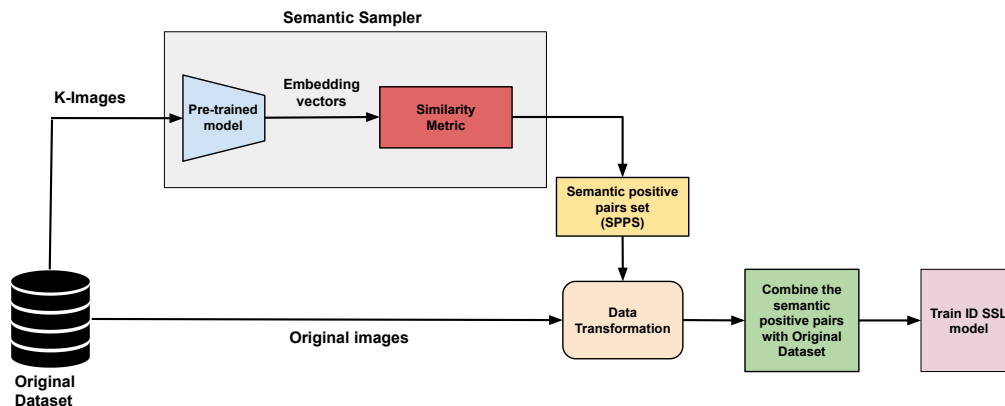 Semantic Sampler
K-Images
Pre-trained
model
Embedding
vectors
Similarity
Metric
Semantic positive
pairs set
(SPPS)
Original images
Data
Transformation
Combine the
semantic
positive pairs
with Original
Dataset
Train ID SSL
model
Original
Dataset